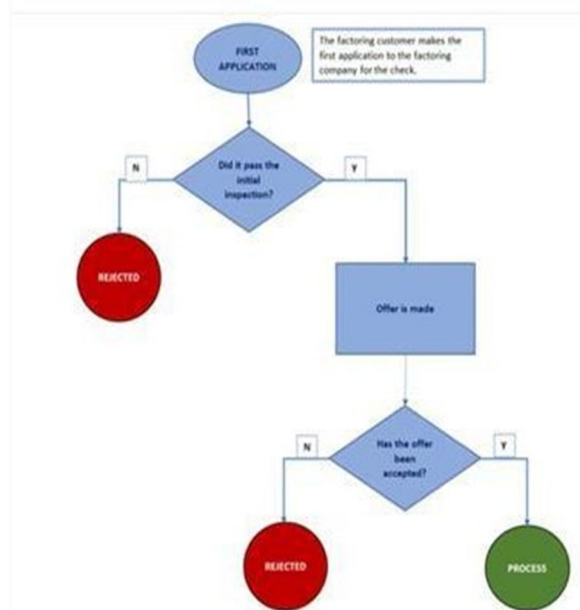 FIRST
APPLICATION
The factoring customer makes the
first application to the factoring
company for the check.
Did it pass the
initial
inspection?
N
Y
REJECTED
Offer is made
Has the offer
been
accepted?
N
Y
REJECTED
PROCESS